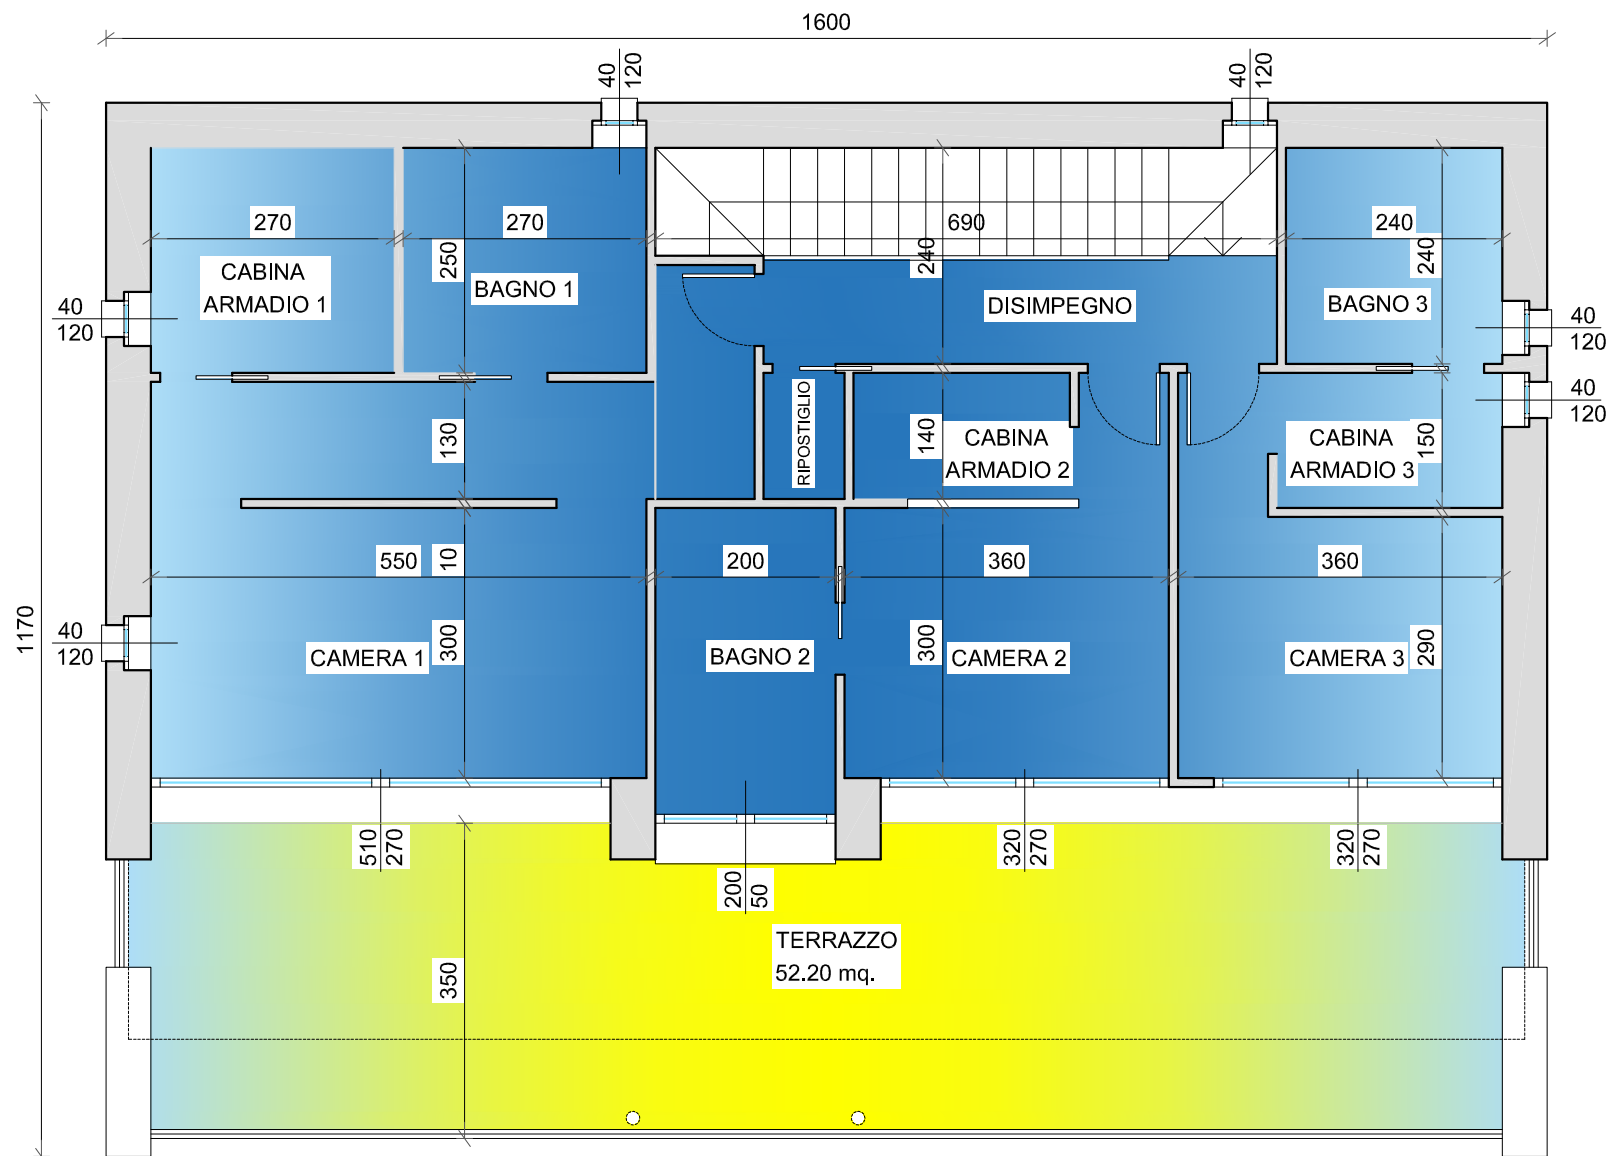 1600
40
120
40
120
270
270
690
240
250
240
240
CABINA
ARMADIO 1
BAGNO 1
DISIMPEGNO
BAGNO 3
40
120
40
120
40
120
130
RIPOSTIGLIO
140
CABINA
ARMADIO 2
CABINA
ARMADIO 3
150
550
10
200
360
360
1170
40
120
CAMERA 1
300
BAGNO 2
300
CAMERA 2
CAMERA 3
290
510
270
320
270
320
270
200
50
TERRAZZO
52.20 mq.
350